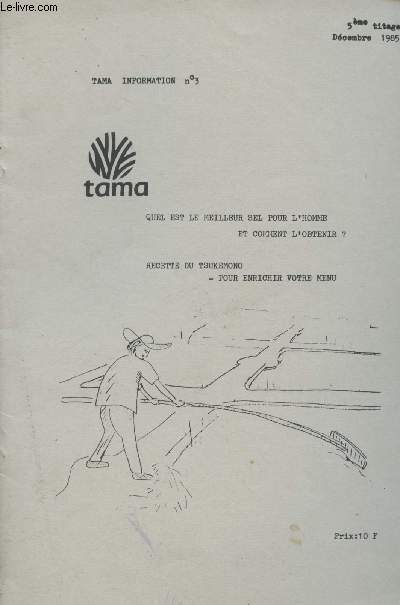 © Le-livre.com
5ème titage
Décembre 1985
TAMA INFORMATION n°3
tama
QUEL EST LE MEILLEUR SEL POUR L'HOMME
ET COMMENT L'OBTENIR ?
RECETTE DU TSUKEMONO
- POUR ENRICHIR VOTRE MENU
Prix:10 F